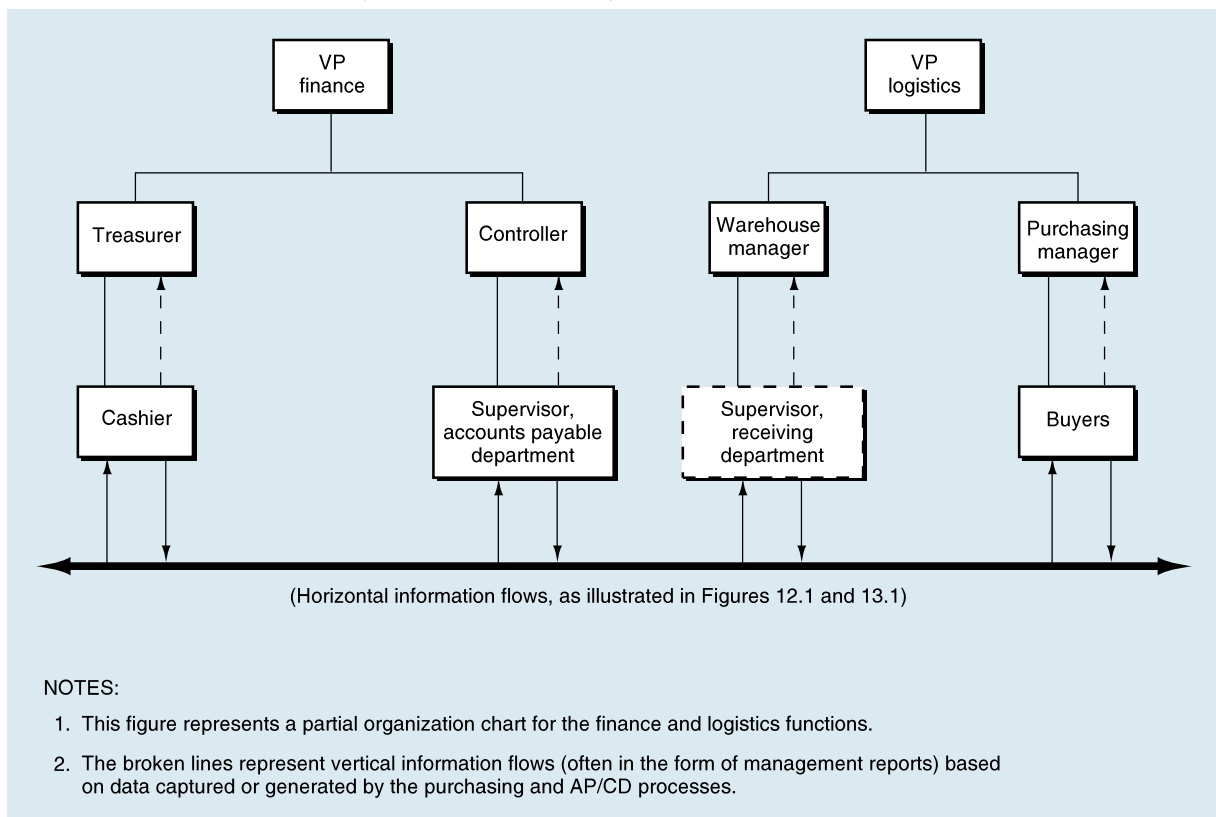 VP
finance
VP
logistics
Treasurer
Controller
Warehouse
manager
Purchasing
manager
Cashier
Supervisor,
accounts payable
department
Supervisor,
receiving
department
Buyers
(Horizontal information flows, as illustrated in Figures 12.1 and 13.1)
NOTES:
1. This figure represents a partial organization chart for the finance and logistics functions.
2. The broken lines represent vertical information flows (often in the form of management reports) based
on data captured or generated by the purchasing and AP/CD processes.